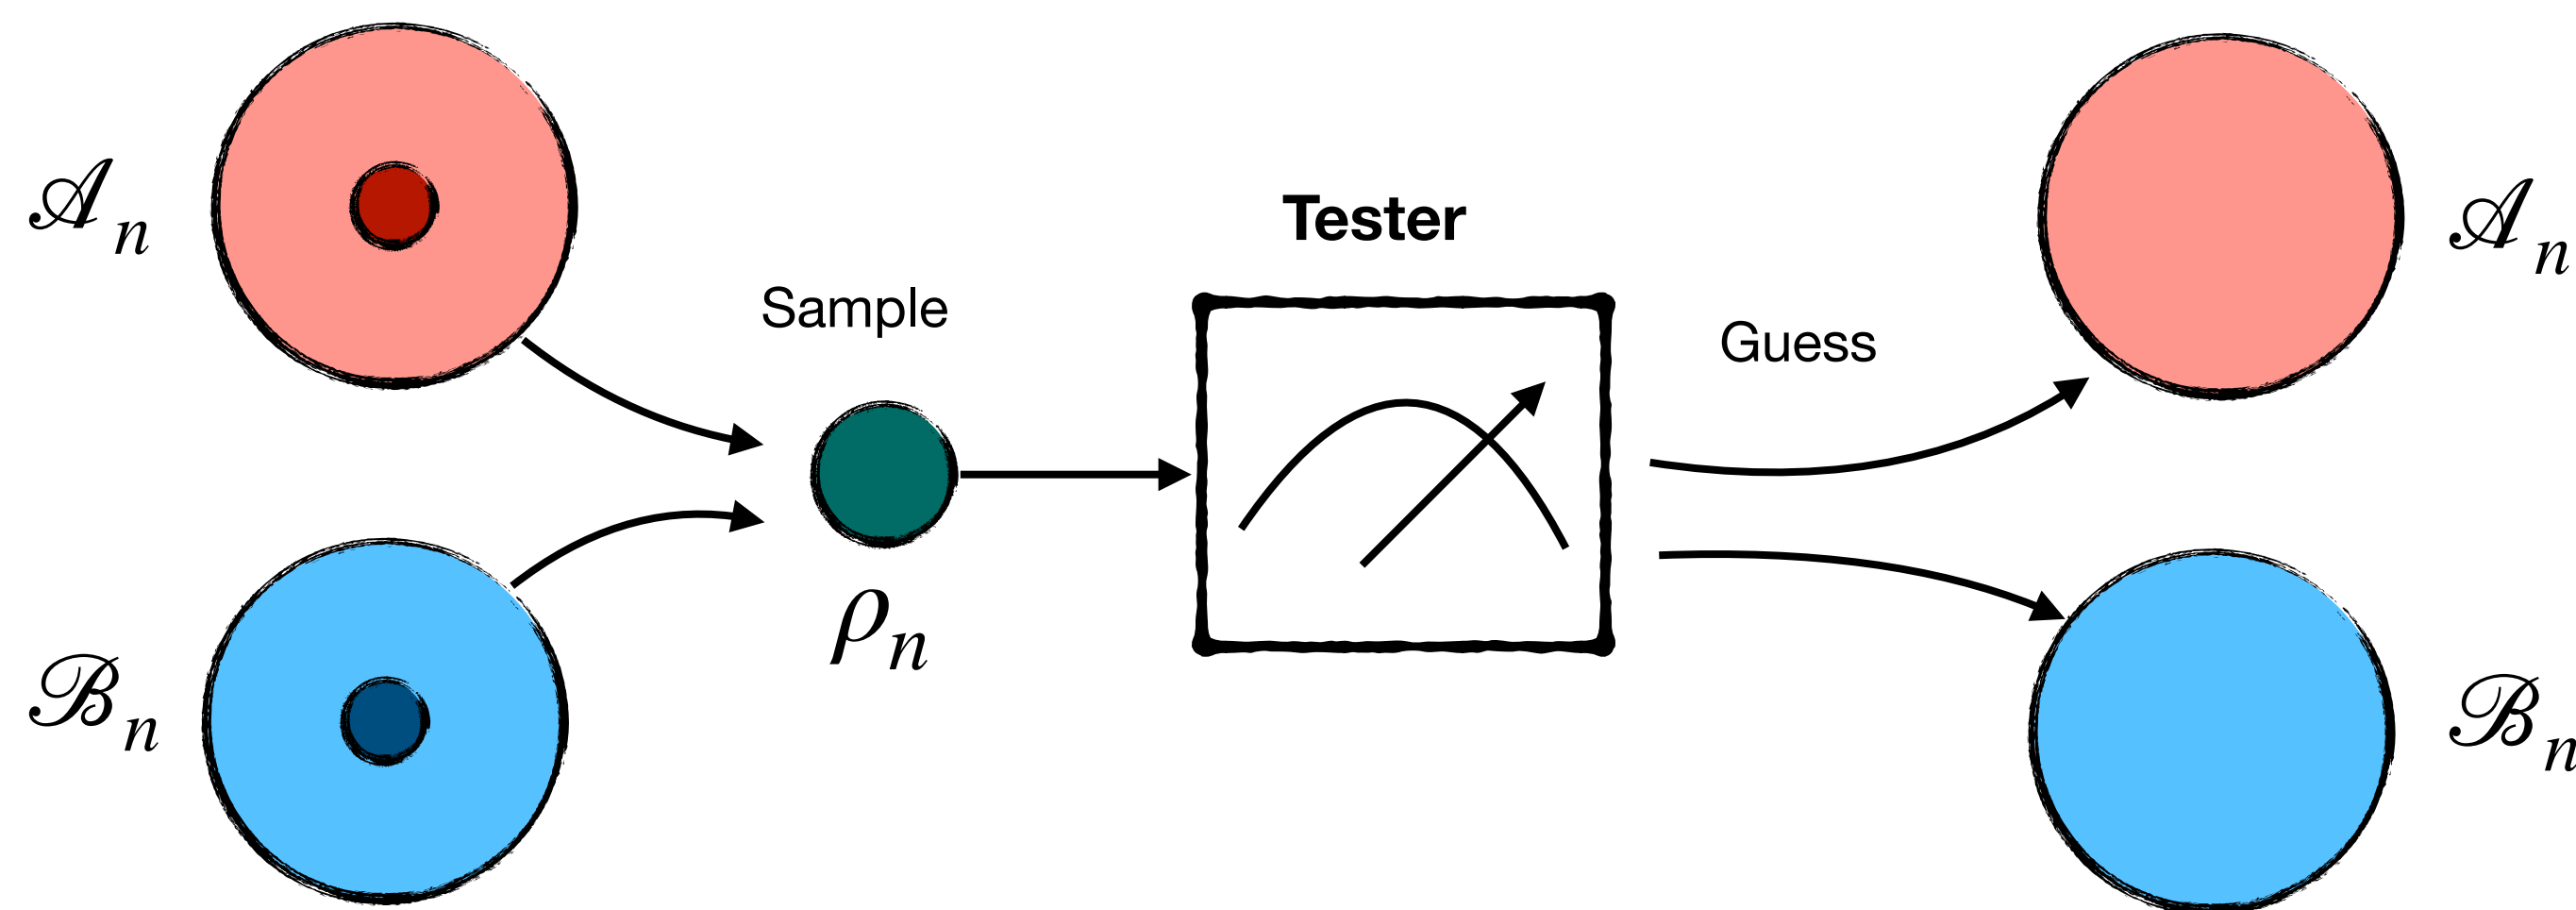 𝒜n
ℬn
Sample
ρn
Tester
Guess
𝒜n
ℬn